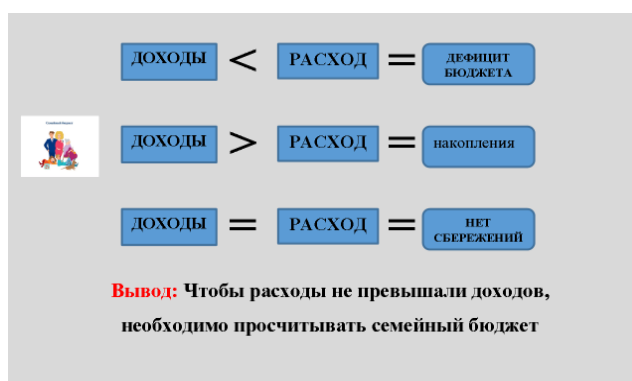 ДОХОДЫ < РАСХОД = ДЕФИЦИТ
БЮДЖЕТА
ДОХОДЫ > РАСХОД = накопления
ДОХОДЫ = РАСХОД = НЕТ
СБЕРЕЖЕНИЙ
Вывод: Чтобы расходы не превышали доходов,
необходимо просчитывать семейный бюджет